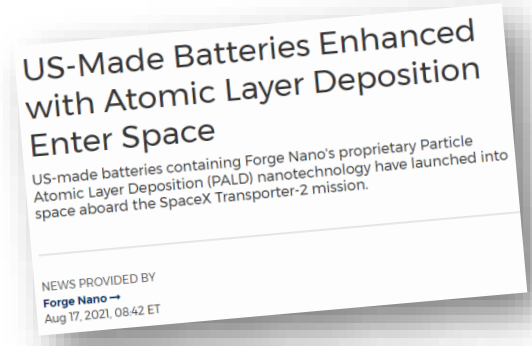 US-Made Batteries Enhanced
with Atomic Layer Deposition
Enter Space
US-made batteries containing Forge Nano's proprietary Particle
Atomic Layer Deposition (PALD) nanotechnology have launched into
space aboard the SpaceX Transporter-2 mission.
NEWS PROVIDED BY
Forge Nano →
Aug 17, 2021, 08:42 ET